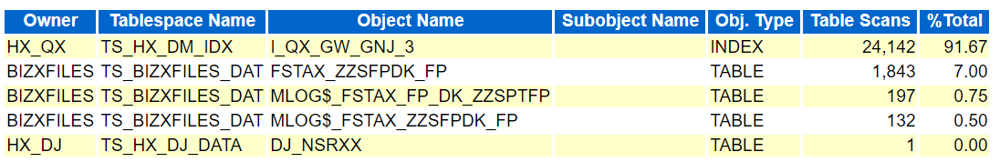 Owner Tablespace Name Object Name Subobject Name Obj. Type Table Scans %Total
HX_QX TS_HX_DM_IDX I_QX_GW_GNJ_3 INDEX 24,142 91.67
BIZXFILES TS_BIZXFILES_DAT FSTAX_ZZSFPDK_FP TABLE 1,843 7.00
BIZXFILES TS_BIZXFILES_DAT MLOG$_FSTAX_FP_DK_ZZSPTFP TABLE 197 0.75
BIZXFILES TS_BIZXFILES_DAT MLOG$_FSTAX_ZZSFPDK_FP TABLE 132 0.50
HX_DJ TS_HX_DJ_DATA DJ_NSRXX TABLE 1 0.00